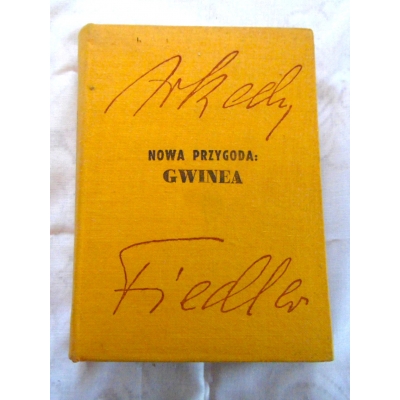 Arkady
NOWA PRZYGODA:
GWINEA
Fiedler